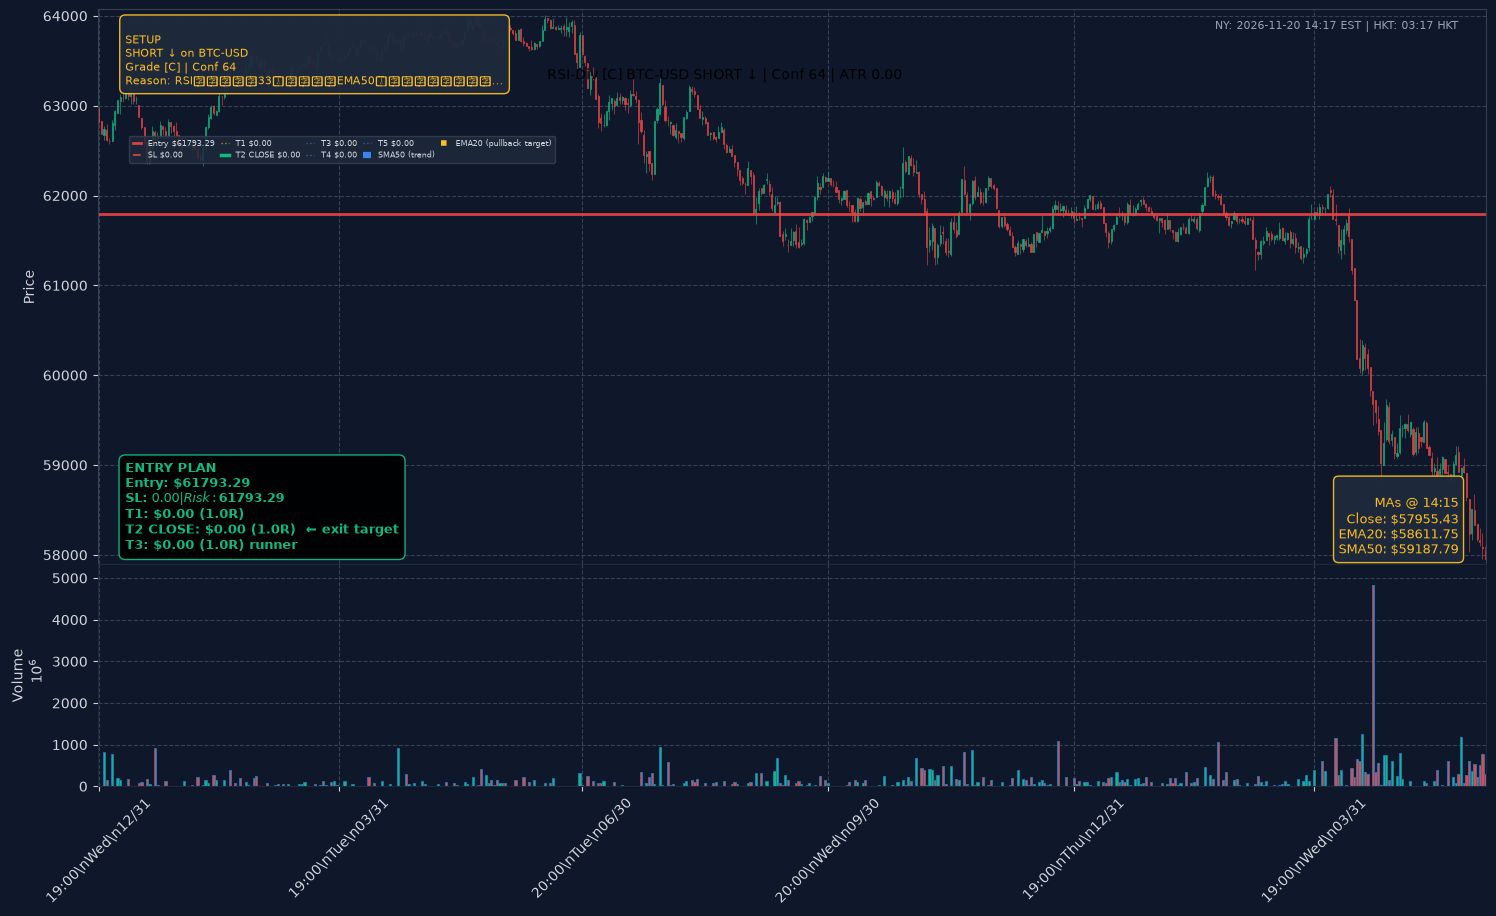 NY: 2026-11-20 14:17 EST | HKT: 03:17 HKT
RSI-Div [C] BTC-USD SHORT ↓ | Conf 64 | ATR 0.00
SETUP
SHORT ↓ on BTC-USD
Grade [C] | Conf 64
Reason: RSI 33 EMA50 ...
Entry $61793.29
SL $0.00
T1 $0.00
T2 CLOSE $0.00
T3 $0.00
T4 $0.00
T5 $0.00
SMA50 (trend)
EMA20 (pullback target)
Price
64000
63000
62000
61000
60000
59000
58000
ENTRY PLAN
Entry: $61793.29
SL: 0.00|Risk:61793.29
T1: $0.00 (1.0R)
T2 CLOSE: $0.00 (1.0R) ← exit target
T3: $0.00 (1.0R) runner
MAs @ 14:15
Close: $57955.43
EMA20: $58611.75
SMA50: $59187.79
Volume
10⁶
5000
4000
3000
2000
1000
0
19:00\nWed\n12/31
19:00\nTue\n03/31
20:00\nTue\n06/30
20:00\nWed\n09/30
19:00\nThu\n12/31
19:00\nWed\n03/31